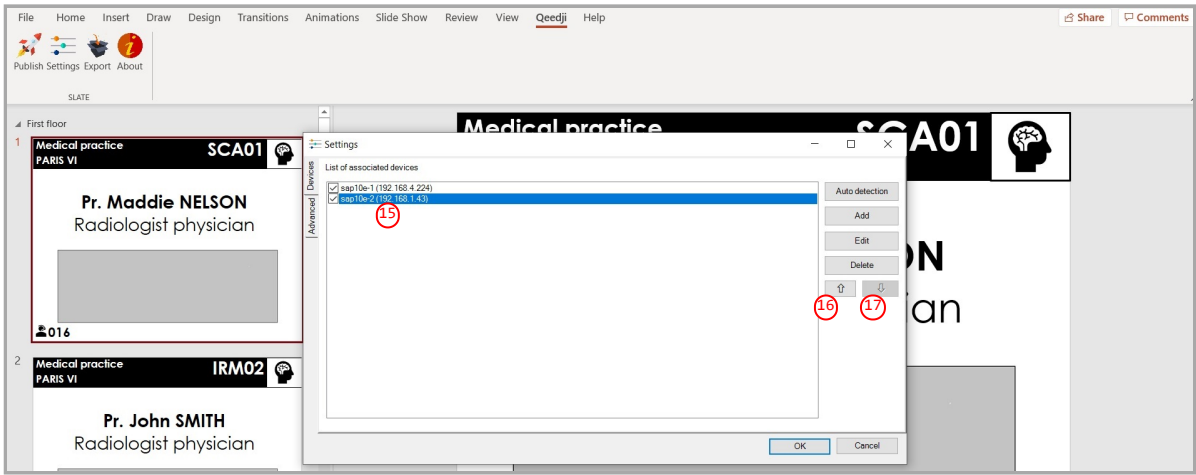 File Home Insert Draw Design Transitions Animations Slide Show Review View Qeedji Help Share Comments
Publish Settings Export About
SLATE
First floor
1
Medical practice
PARIS VI
SCA01
Pr. Maddie NELSON
Radiologist physician
016
2
Medical practice
PARIS VI
IRM02
Pr. John SMITH
Radiologist physician
Medical practice
SCA01
ON
ian
Settings
Devices
Advanced
List of associated devices
sap10e-1 (192.168.4.224)
sap10e-2 (192.168.1.43)
15
Auto detection
Add
Edit
Delete
16
17
OK Cancel